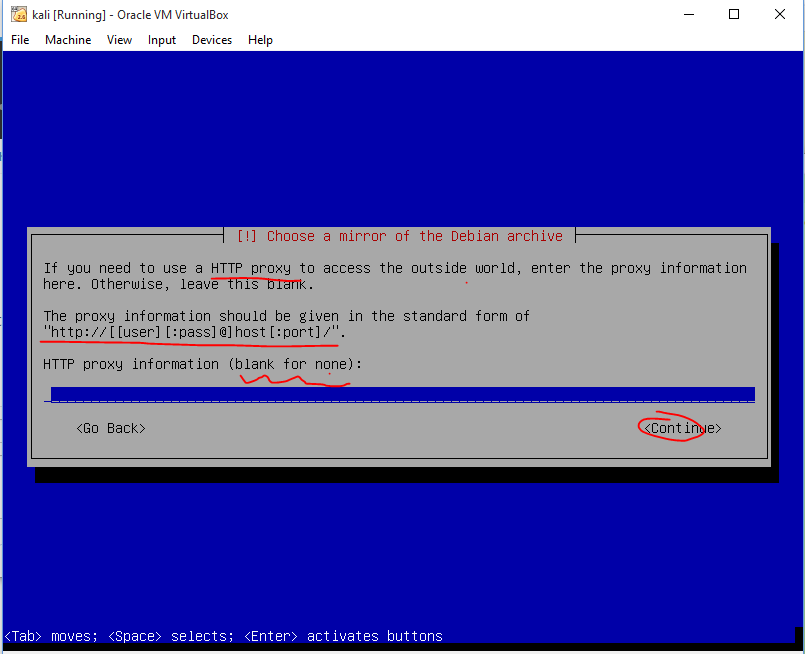 kali [Running] - Oracle VM VirtualBox
File Machine View Input Devices Help
[!] Choose a mirror of the Debian archive
If you need to use a HTTP proxy to access the outside world, enter the proxy information
here. Otherwise, leave this blank.
The proxy information should be given in the standard form of
"http://[[user][:pass]@]host[:port]/".
HTTP proxy information (blank for none):
<Go Back> <Continue>
<Tab> moves; <Space> selects; <Enter> activates buttons